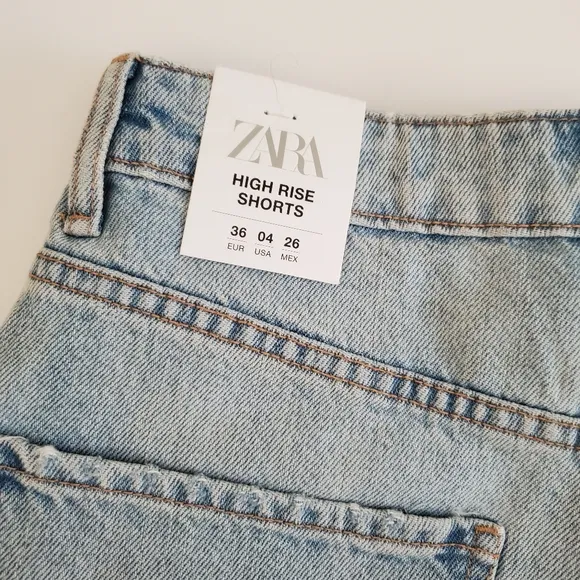 ZARA
HIGH RISE
SHORTS
36 04 26
EUR USA MEX